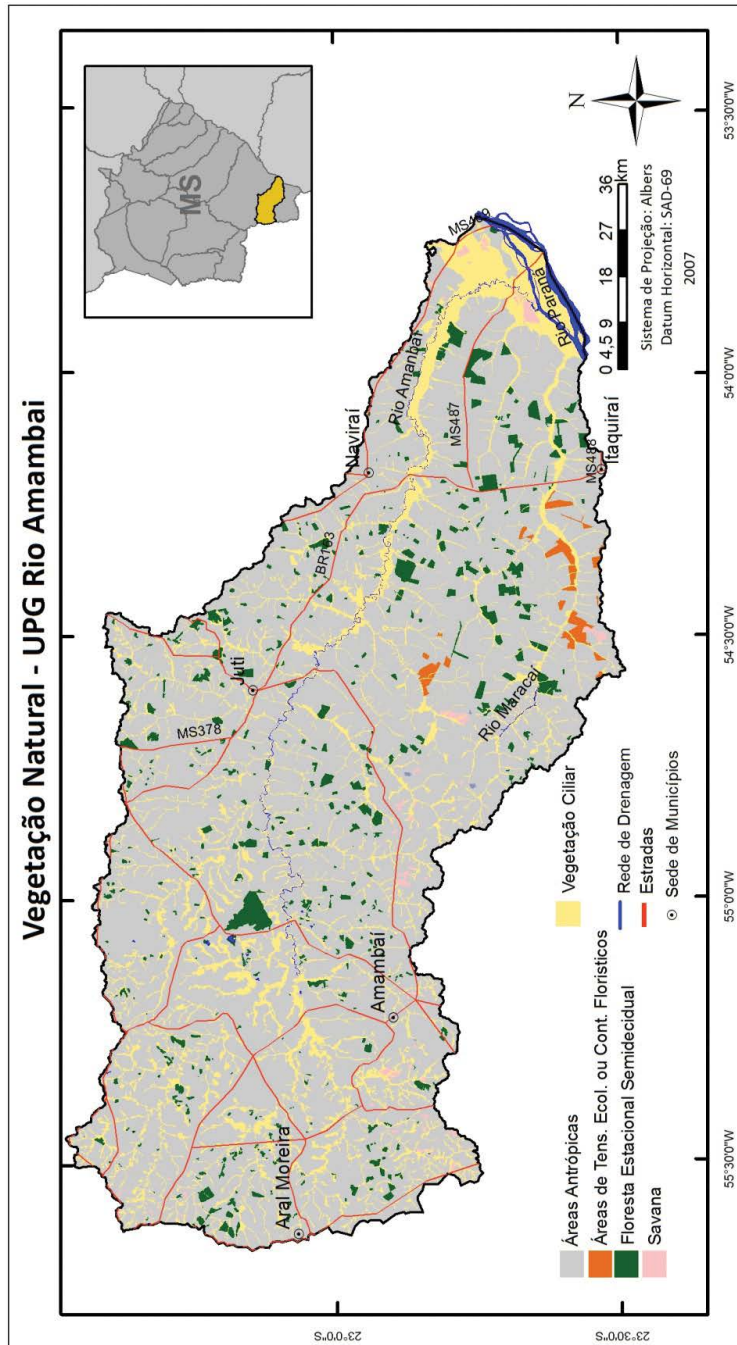 Vegetação Natural - UPG Rio Amambai
MS
Aral Moreira
Amambaí
Juti
MS378
BR163
Naviraí
Rio Amanbaí
MS487
Rio Maracaí
MS488
Itaquiraí
Rio Paraná
N
0 4,5 9 18 27 36
km
Sistema de Projeção: Albers
Datum Horizontal: SAD-69
2007
Áreas Antrópicas
Áreas de Tens. Ecol. ou Cont. Florísticos
Floresta Estacional Semidecidual
Savana
Vegetação Ciliar
Rede de Drenagem
Estradas
Sede de Municípios
23°0'0"S
23°30'0"S
55°30'0"W
55°0'0"W
54°30'0"W
54°0'0"W
53°30'0"W